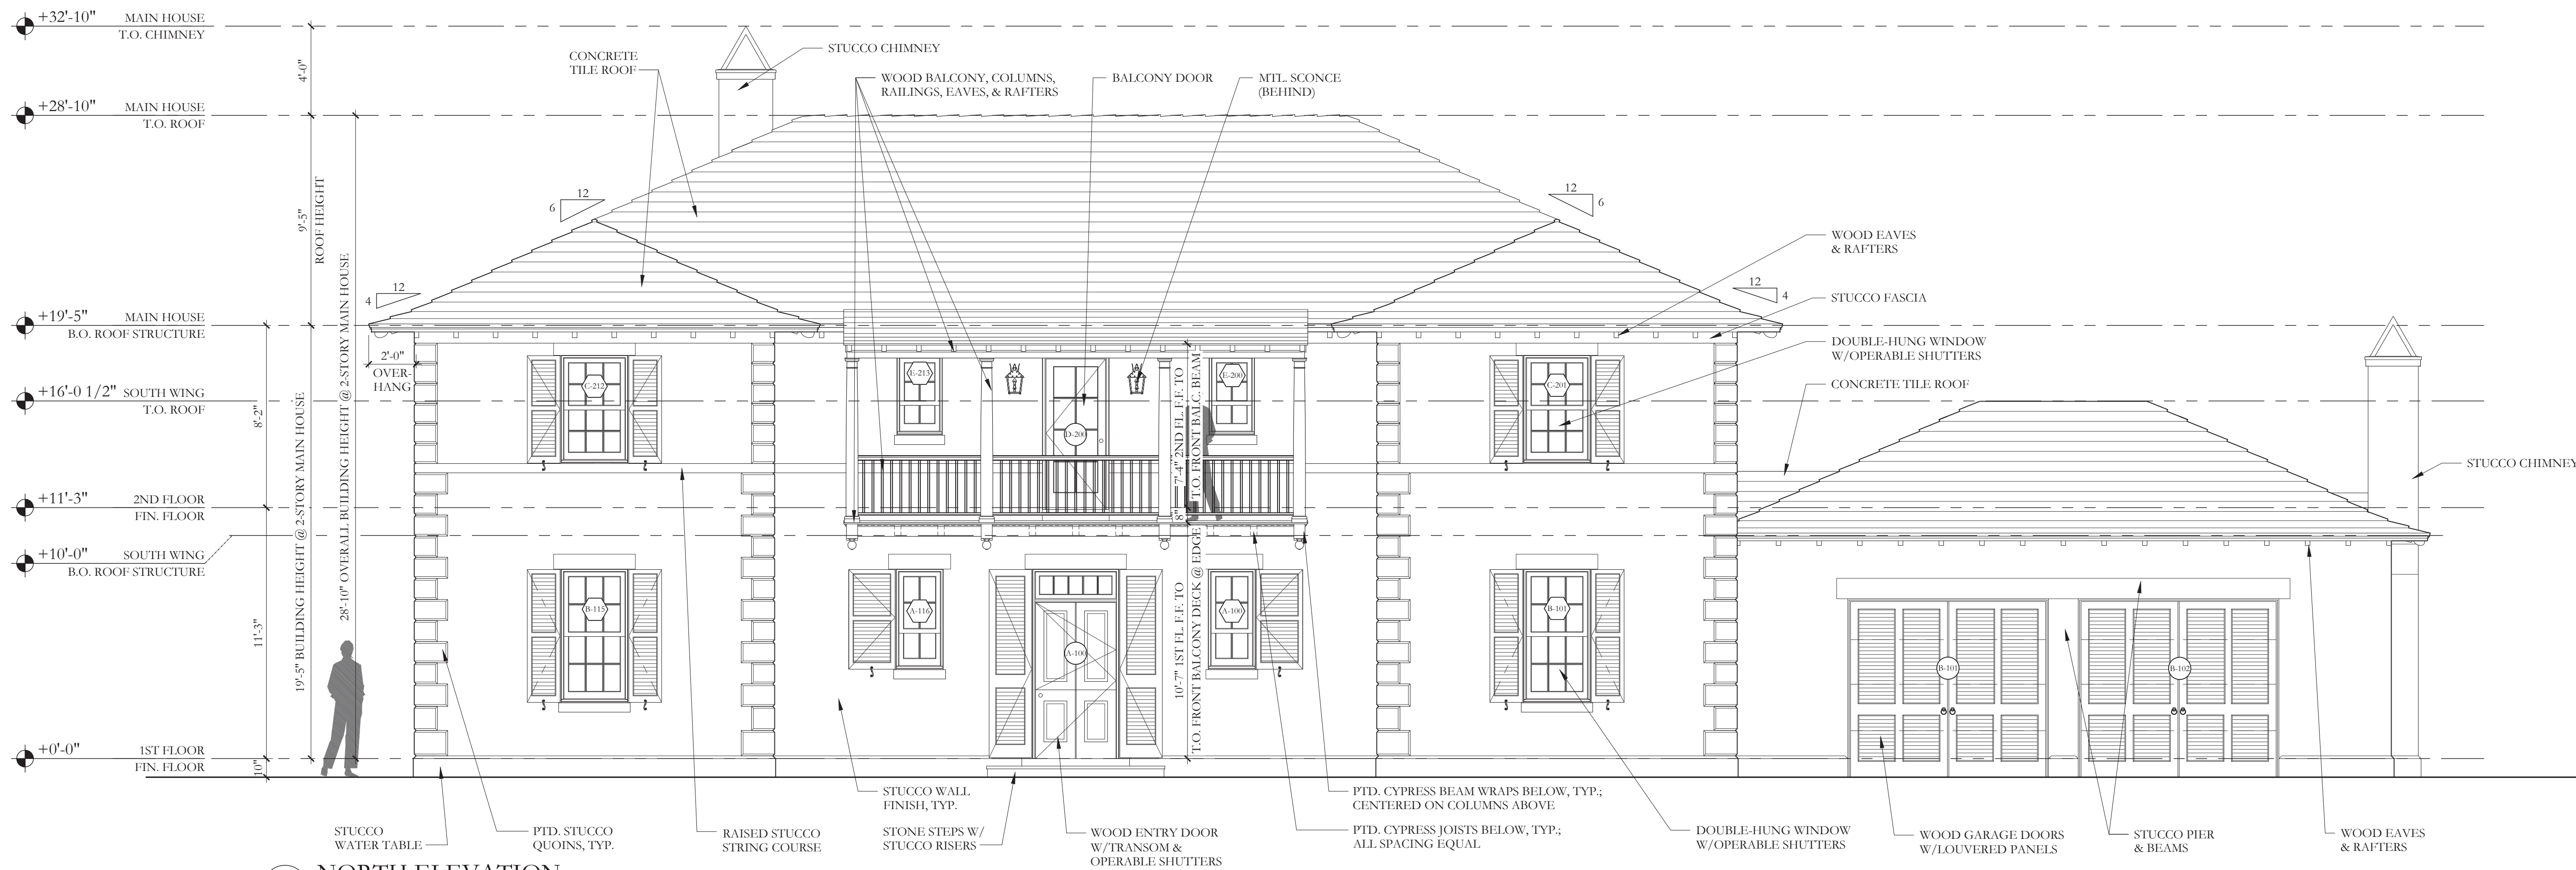 +32'-10" MAIN HOUSE
T.O. CHIMNEY
+28'-10" MAIN HOUSE
T.O. ROOF
+19'-5" MAIN HOUSE
B.O. ROOF STRUCTURE
+16'-0 1/2" SOUTH WING
T.O. ROOF
+11'-3" 2ND FLOOR
FIN. FLOOR
+10'-0" SOUTH WING
B.O. ROOF STRUCTURE
+0'-0" 1ST FLOOR
FIN. FLOOR
4'-0"
9'-5"
ROOF HEIGHT
8'-2"
11'-3"
10"
19'-5" BUILDING HEIGHT @ 2-STORY MAIN HOUSE
28'-10" OVERALL BUILDING HEIGHT @ 2-STORY MAIN HOUSE
2'-0"
OVER-
HANG
CONCRETE
TILE ROOF
STUCCO CHIMNEY
WOOD BALCONY, COLUMNS,
RAILINGS, EAVES, & RAFTERS
BALCONY DOOR
MTL. SCONCE
(BEHIND)
12
6
12
6
12
4
12
4
WOOD EAVES
& RAFTERS
STUCCO FASCIA
DOUBLE-HUNG WINDOW
W/OPERABLE SHUTTERS
CONCRETE TILE ROOF
STUCCO CHIMNEY
C-212
E-213
D-200
E-200
C-201
B-115
A-116
A-100
A-100
B-101
B-101
B-102
8"
7'-4" 2ND FL. F.F. TO
T.O. FRONT BALC. BEAM
10'-7" 1ST FL. F.F. TO
T.O. FRONT BALCONY DECK @ EDGE
STUCCO
WATER TABLE
PTD. STUCCO
QUOINS, TYP.
RAISED STUCCO
STRING COURSE
STUCCO WALL
FINISH, TYP.
STONE STEPS W/
STUCCO RISERS
WOOD ENTRY DOOR
W/TRANSOM &
OPERABLE SHUTTERS
PTD. CYPRESS BEAM WRAPS BELOW, TYP.;
CENTERED ON COLUMNS ABOVE
PTD. CYPRESS JOISTS BELOW, TYP.;
ALL SPACING EQUAL
DOUBLE-HUNG WINDOW
W/OPERABLE SHUTTERS
WOOD GARAGE DOORS
W/LOUVERED PANELS
STUCCO PIER
& BEAMS
WOOD EAVES
& RAFTERS
NORTH ELEVATION